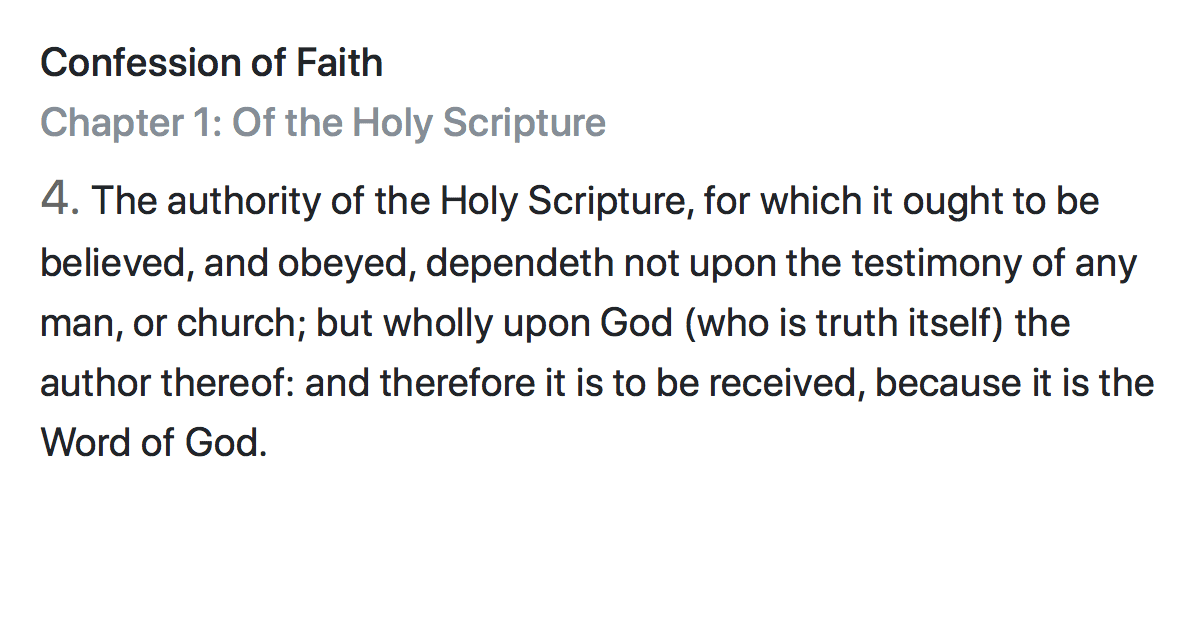 Confession of Faith
Chapter 1: Of the Holy Scripture
4. The authority of the Holy Scripture, for which it ought to be
believed, and obeyed, dependeth not upon the testimony of any
man, or church; but wholly upon God (who is truth itself) the
author thereof: and therefore it is to be received, because it is the
Word of God.